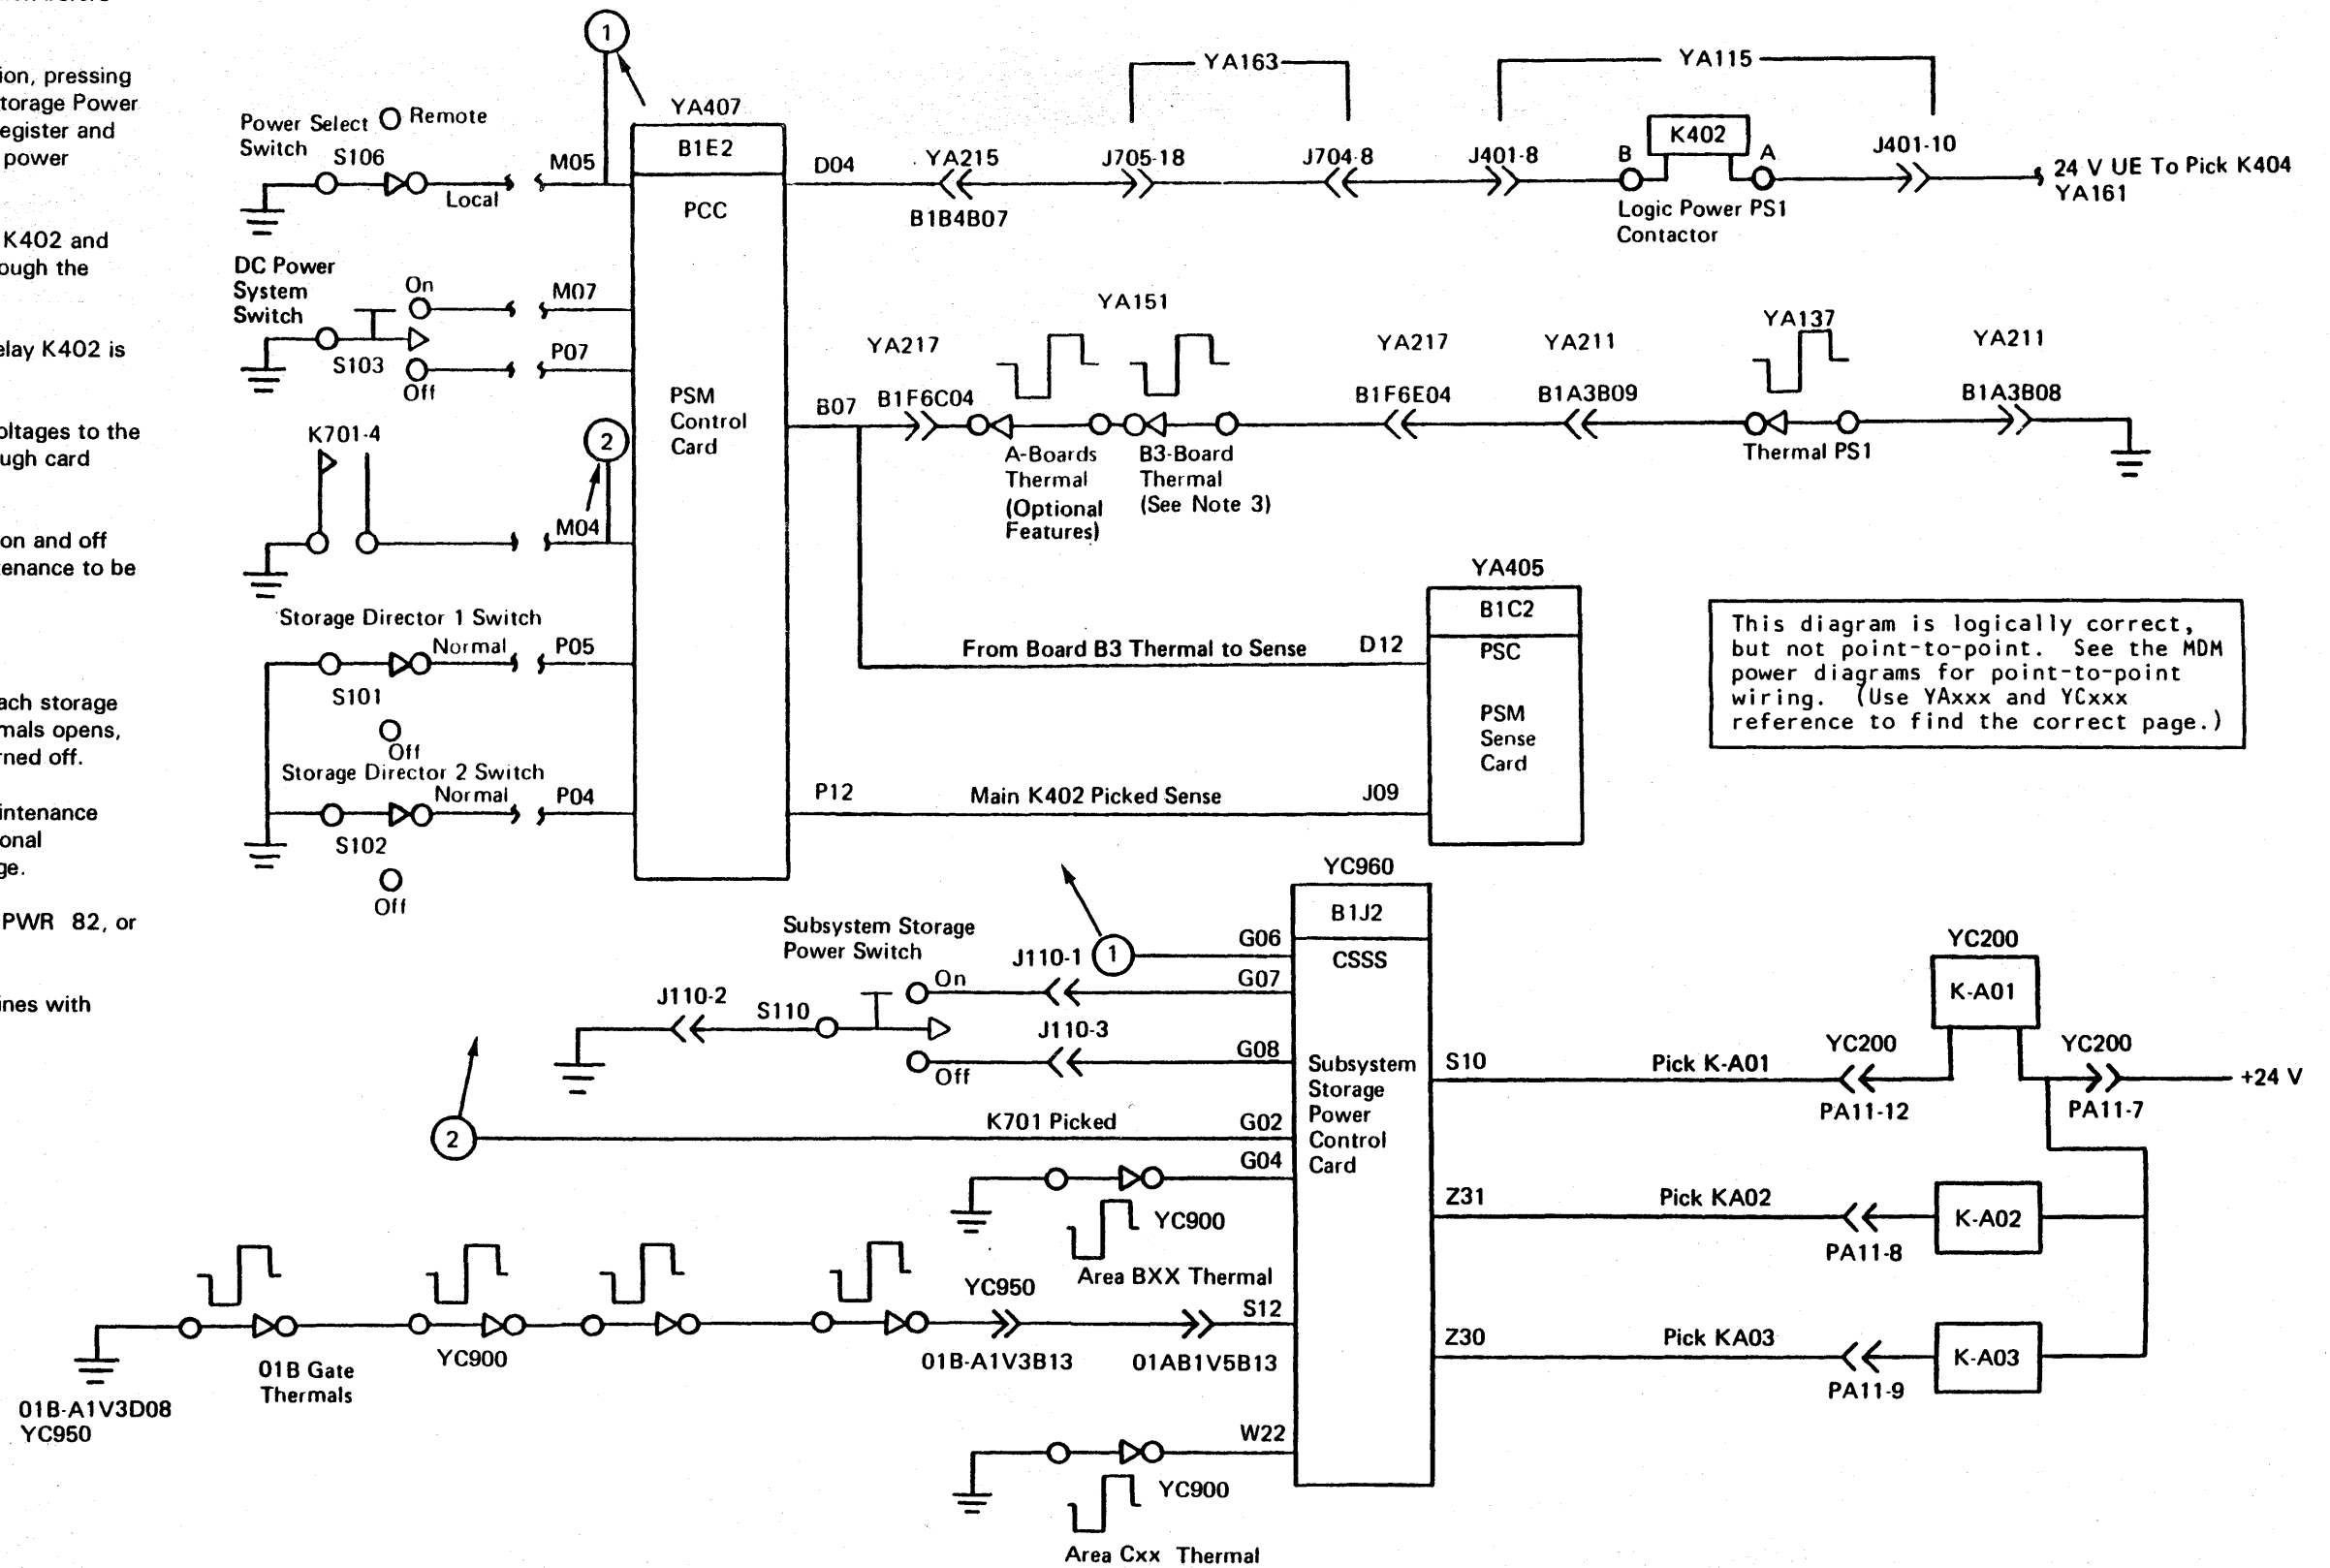 ion, pressing
torage Power
egister and
power
K402 and
ough the
elay K402 is
oltages to the
ugh card
on and off
tenance to be
ach storage
mals opens,
rned off.
intenance
onal
ge.
PWR 82, or
ines with
1
YA163
YA115
YA407
Power Select
Switch
Remote
S106
Local
M05
B1E2
PCC
D04
YA215
B1B4B07
J705-18
J704-8
J401-8
B
K402
A
J401-10
Logic Power PS1
Contactor
24 V UE To Pick K404
YA161
DC Power
System
Switch
On
M07
S103
Off
P07
PSM
Control
Card
B07
YA217
B1F6C04
YA151
A-Boards
Thermal
(Optional
Features)
B3-Board
Thermal
(See Note 3)
YA217
B1F6E04
YA211
B1A3B09
YA137
Thermal PS1
YA211
B1A3B08
K701-4
2
M04
Storage Director 1 Switch
Normal
P05
S101
Off
Storage Director 2 Switch
Normal
P04
S102
Off
From Board B3 Thermal to Sense
D12
YA405
B1C2
PSC
PSM
Sense
Card
P12
Main K402 Picked Sense
J09
This diagram is logically correct,
but not point-to-point. See the MDM
power diagrams for point-to-point
wiring. (Use YAxxx and YCxxx
reference to find the correct page.)
YC960
B1J2
CSSS
Subsystem
Storage
Power
Control
Card
Subsystem Storage
Power Switch
J110-1
1
G06
On
G07
J110-2
S110
J110-3
Off
G08
2
K701 Picked
G02
G04
YC900
Area BXX Thermal
S10
Pick K-A01
YC200
PA11-12
YC200
K-A01
YC200
PA11-7
+24 V
Z31
Pick KA02
PA11-8
K-A02
Z30
Pick KA03
PA11-9
K-A03
01B-A1V3D08
YC950
01B Gate
Thermals
YC900
YC950
01B-A1V3B13
01AB1V5B13
S12
W22
YC900
Area Cxx Thermal